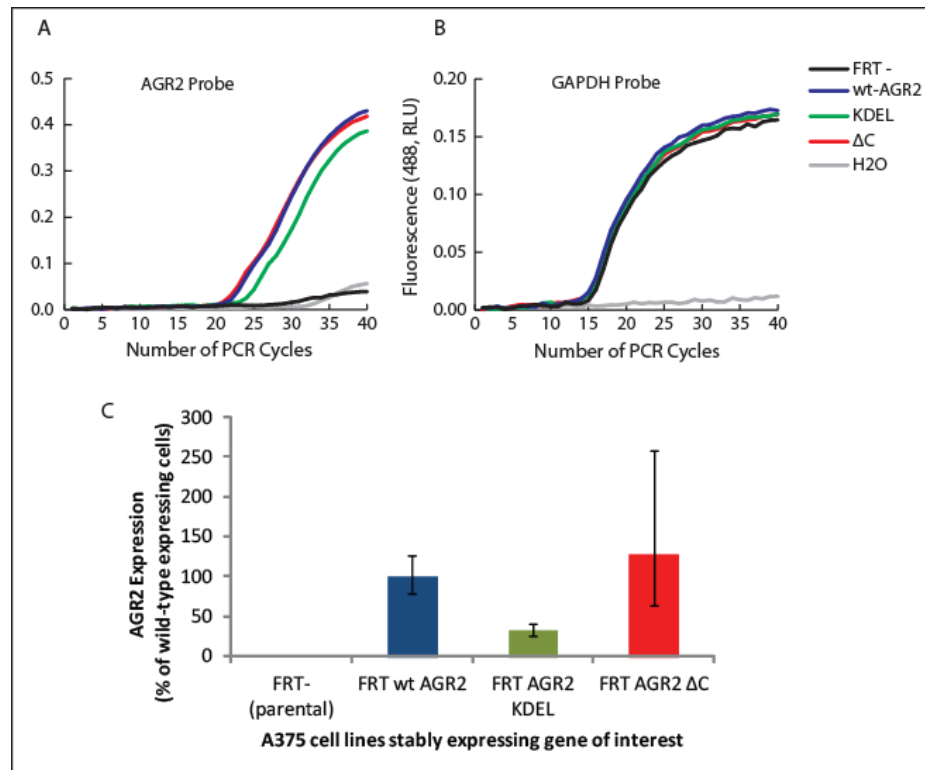 A
AGR2 Probe
0.5
0.4
0.3
0.2
0.1
0.0
0 5 10 15 20 25 30 35 40
Number of PCR Cycles
B
GAPDH Probe
Fluorescence (488, RLU)
0.20
0.15
0.10
0.05
0.00
0 5 10 15 20 25 30 35 40
Number of PCR Cycles
FRT -
wt-AGR2
KDEL
ΔC
H2O
C
AGR2 Expression
(% of wild-type expressing cells)
300
250
200
150
100
50
0
FRT-
(parental)
FRT wt AGR2
FRT AGR2
KDEL
FRT AGR2 ΔC
A375 cell lines stably expressing gene of interest